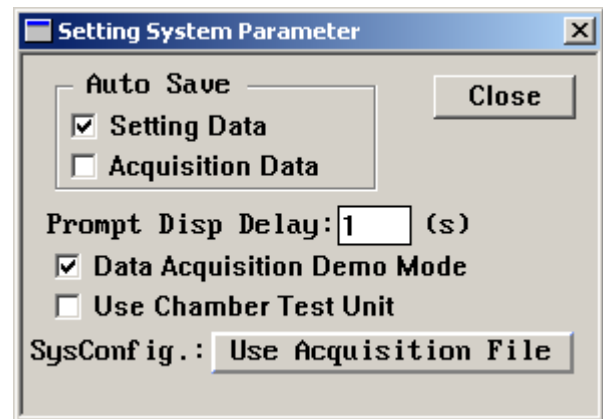 Setting System Parameter
Auto Save
Close
Setting Data
Acquisition Data
Prompt Disp Delay: 1 (s)
Data Acquisition Demo Mode
Use Chamber Test Unit
SysConfig.: Use Acquisition File